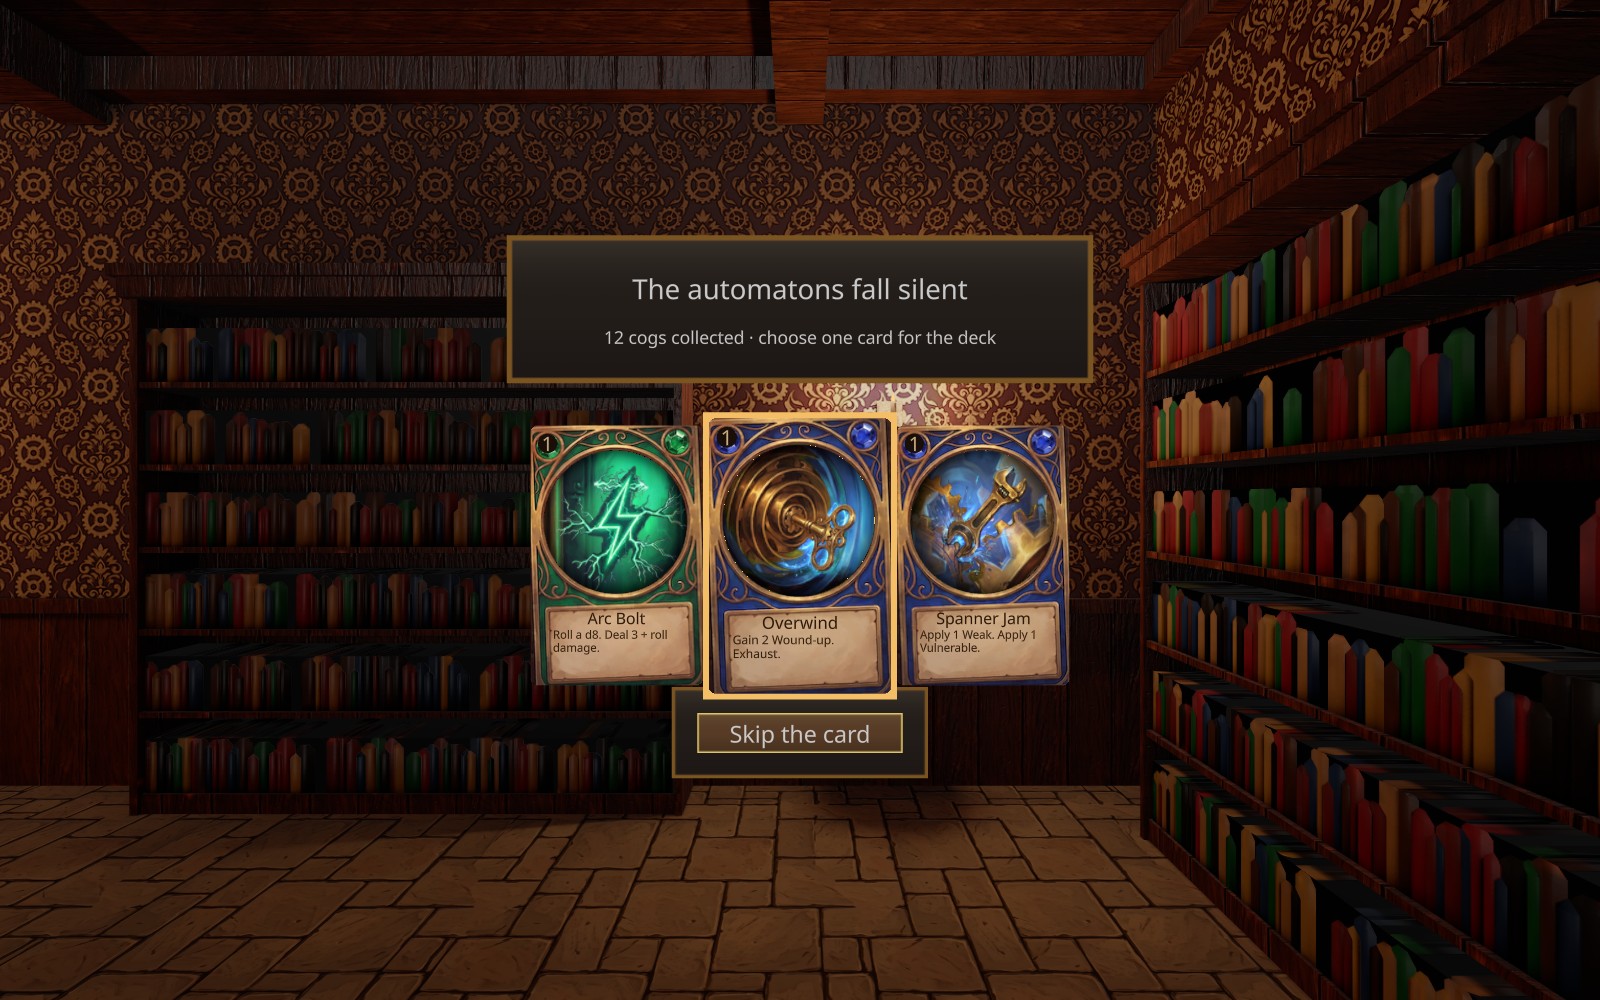 The automatons fall silent
12 cogs collected · choose one card for the deck
1
Arc Bolt
Roll a d8. Deal 3 + roll
damage.
1
Overwind
Gain 2 Wound-up.
Exhaust.
1
Spanner Jam
Apply 1 Weak. Apply 1
Vulnerable.
Skip the card